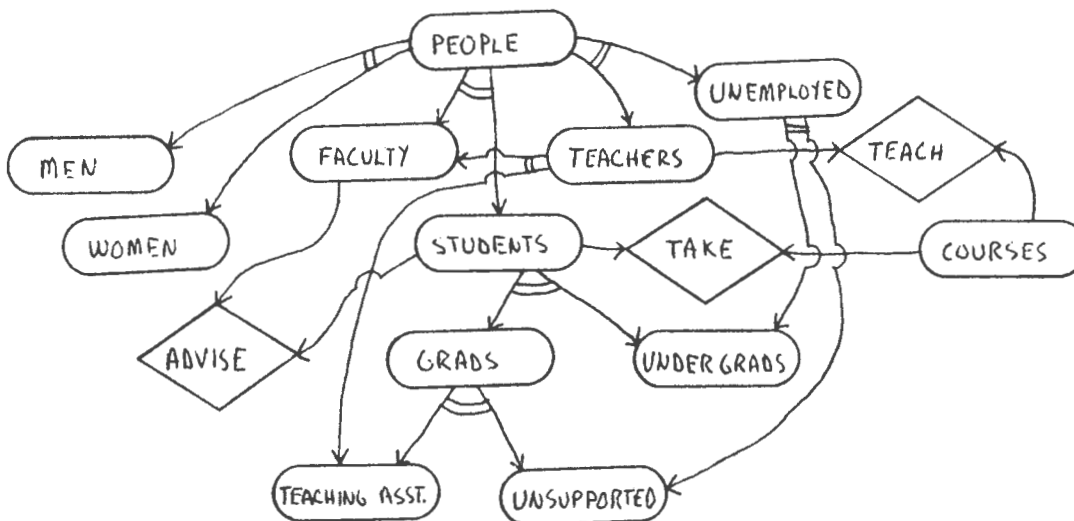 PEOPLE
UNEMPLOYED
MEN
FACULTY
TEACHERS
TEACH
WOMEN
STUDENTS
TAKE
COURSES
ADVISE
GRADS
UNDERGRADS
TEACHING ASST.
UNSUPPORTED